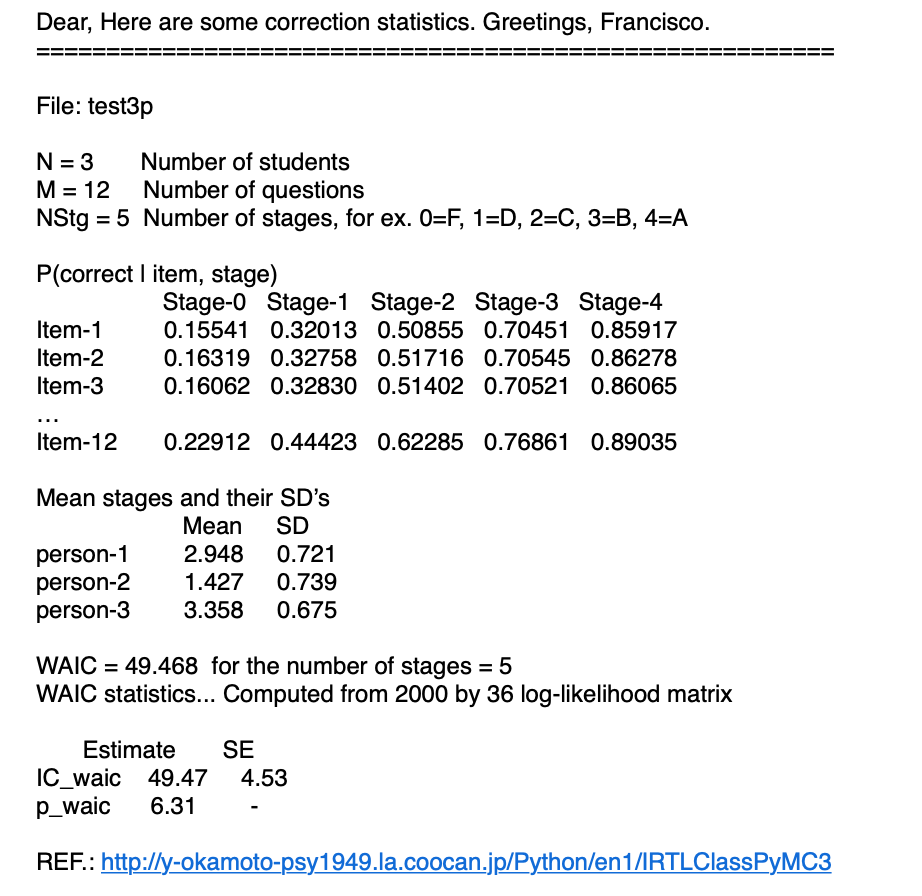 Dear, Here are some correction statistics. Greetings, Francisco.
=========================================================
File: test3p
N = 3 Number of students
M = 12 Number of questions
NStg = 5 Number of stages, for ex. 0=F, 1=D, 2=C, 3=B, 4=A
P(correct | item, stage)
Stage-0 Stage-1 Stage-2 Stage-3 Stage-4
Item-1 0.15541 0.32013 0.50855 0.70451 0.85917
Item-2 0.16319 0.32758 0.51716 0.70545 0.86278
Item-3 0.16062 0.32830 0.51402 0.70521 0.86065
...
Item-12 0.22912 0.44423 0.62285 0.76861 0.89035
Mean stages and their SD’s
Mean SD
person-1 2.948 0.721
person-2 1.427 0.739
person-3 3.358 0.675
WAIC = 49.468 for the number of stages = 5
WAIC statistics... Computed from 2000 by 36 log-likelihood matrix
Estimate SE
IC_waic 49.47 4.53
p_waic 6.31 -
REF.: http://y-okamoto-psy1949.la.coocan.jp/Python/en1/IRTLClassPyMC3